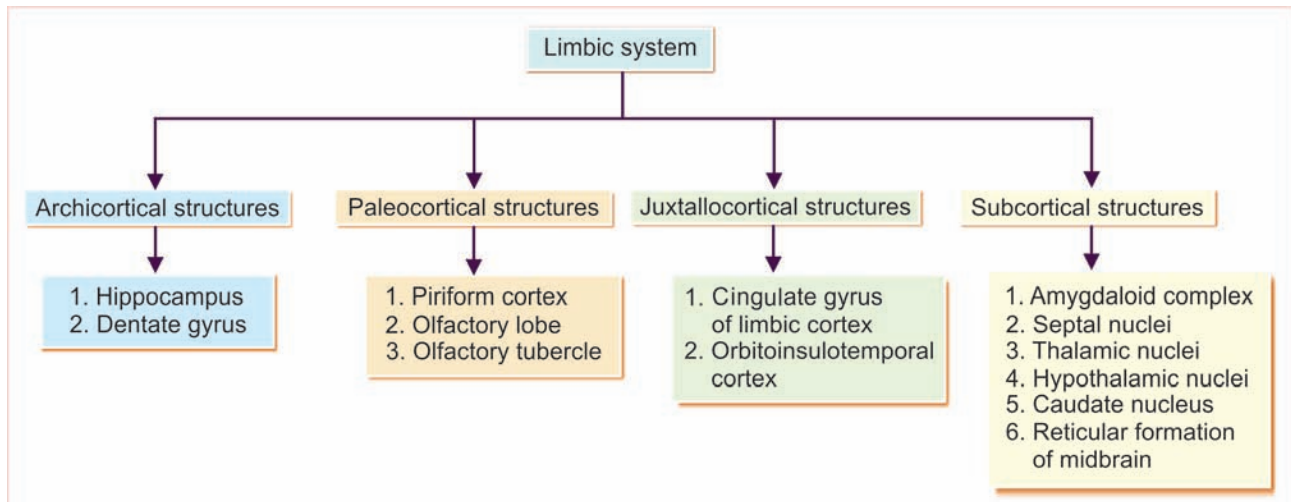 Limbic system
Archicortical structures
Paleocortical structures
Juxtallocortical structures
Subcortical structures
1. Hippocampus
2. Dentate gyrus
1. Piriform cortex
2. Olfactory lobe
3. Olfactory tubercle
1. Cingulate gyrus
of limbic cortex
2. Orbitoinsulotemporal
cortex
1. Amygdaloid complex
2. Septal nuclei
3. Thalamic nuclei
4. Hypothalamic nuclei
5. Caudate nucleus
6. Reticular formation
of midbrain